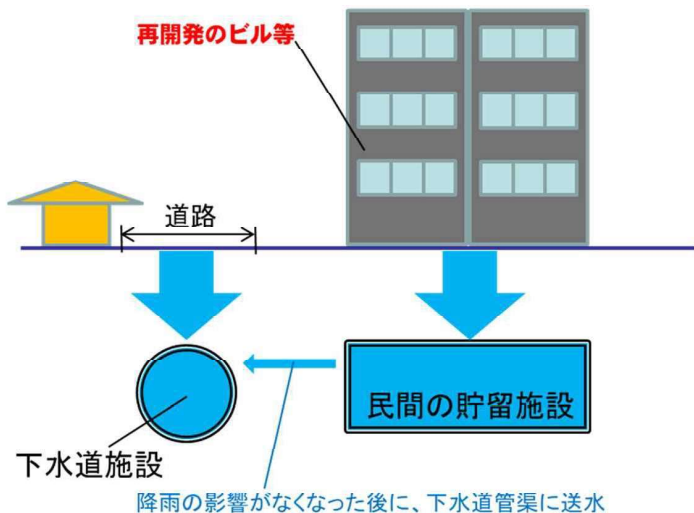 再開発のビル等
道路
民間の貯留施設
下水道施設
降雨の影響がなくなった後に、下水道管渠に送水